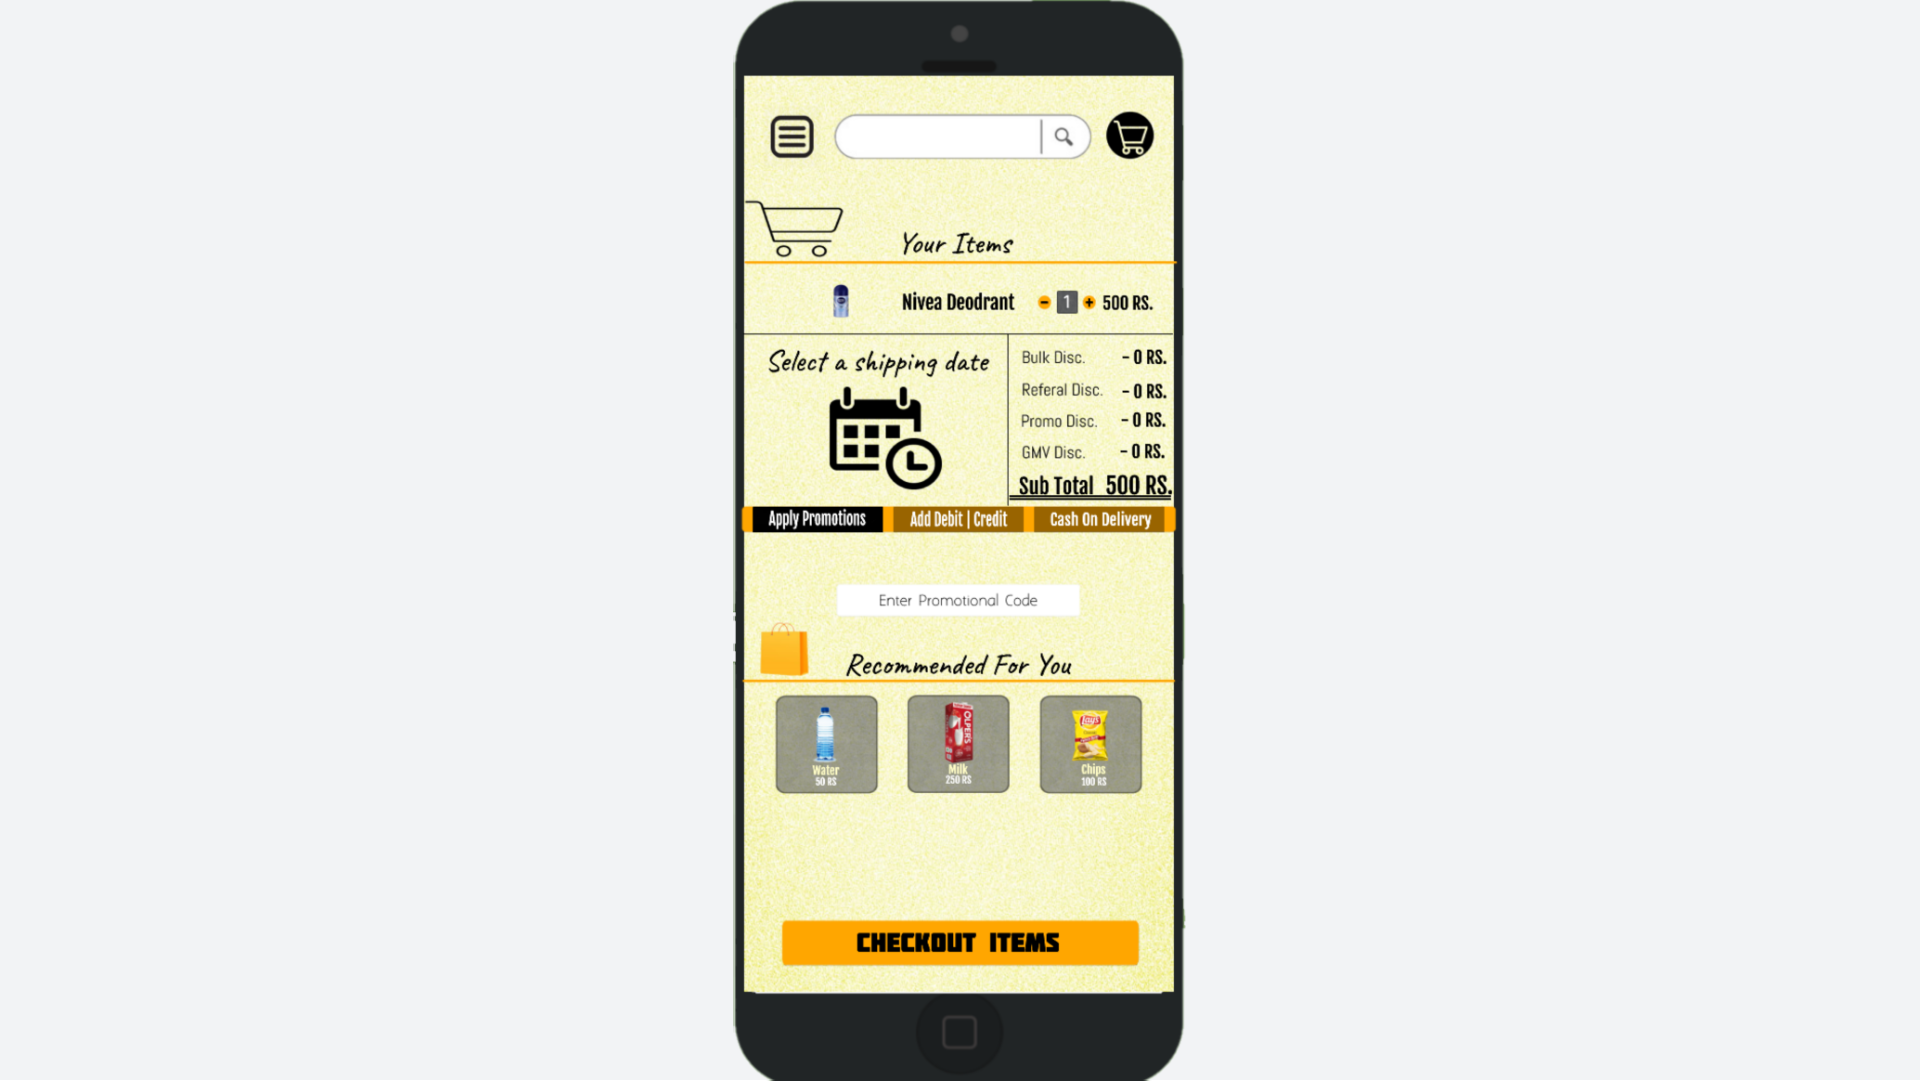 Your Items
Nivea Deodrant - 1 + 500 RS.
Select a shipping date
Bulk Disc. - 0 RS.
Referal Disc. - 0 RS.
Promo Disc. - 0 RS.
GMV Disc. - 0 RS.
Sub Total 500 RS.
Apply Promotions Add Debit | Credit Cash On Delivery
Enter Promotional Code
Recommended For You
OLPERS
Lays
Water
50 RS
Milk
250 RS
Chips
100 RS
CHECKOUT ITEMS